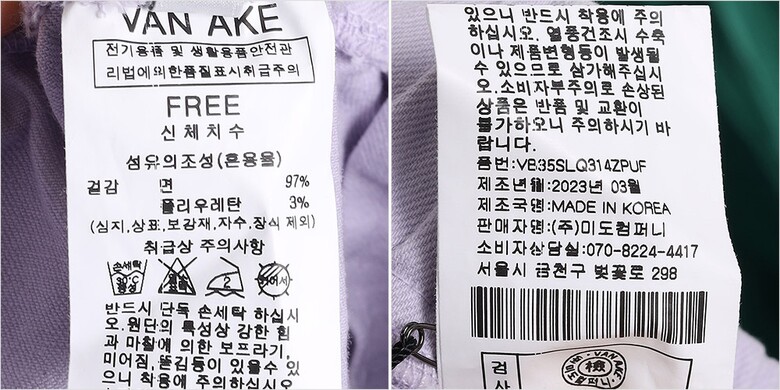 VAN AKE
전기용품 및 생활용품안전관
리법에의한품질표시취급주의
FREE
신체치수
섬유의조성(혼용율)
겉감 면 97%
폴리우레탄 3%
(심지,상표,보강재,자수,장식 제외)
취급상 주의사항
손세탁
30°C
중성
반드시 단독 손세탁 하십시
오.원단의 특성상 강한 힘
과 마찰에 의한 보프라기,
미어짐,뜯김등이 있을수 있
으니 착용에 주의하십시오
있으니 반드시 착용에 주의
하십시오. 열풍건조시 수축
이나 제품변형등이 발생될
수 있으므로 삼가해주십시
오.소비자부주의로 손상된
상품은 반품 및 교환이
불가하오니 주의하시기 바
랍니다.
품번:VB35SLQ314ZPUF
제조년월:2023년 03월
제조국명:MADE IN KOREA
판매자원:(주)미도컴퍼니
소비자상담실:070-8224-4417
서울시 금천구 벚꽃로 298
검
사
VAN AKE
檢